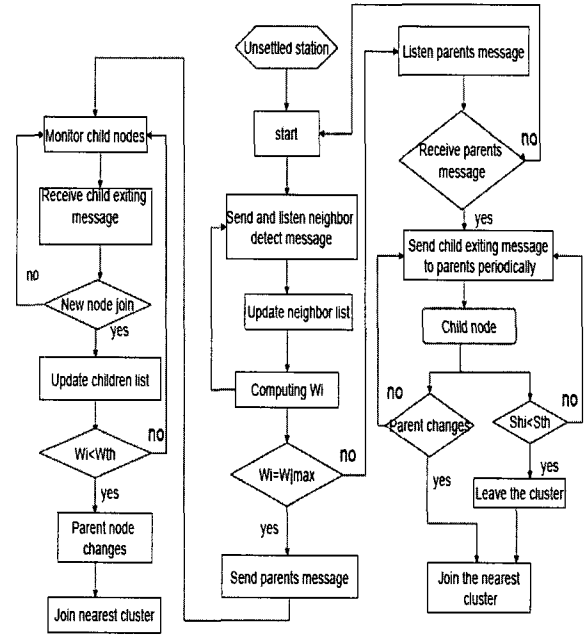 Unsettled station
start
Send and listen neighbor
detect message
Update neighbor list
Computing Wi
Wi=Wjmax
no
yes
Send parents message
Monitor child nodes
Receive child exiting
message
no
New node join
yes
Update children list
Wi<Wth
no
yes
Parent node
changes
Join nearest cluster
Listen parents message
Receive parents
message
no
yes
Send child exiting message
to parents periodically
Child node
no
Parent changes
yes
Shi<Sth
no
yes
Leave the cluster
Join the nearest
cluster